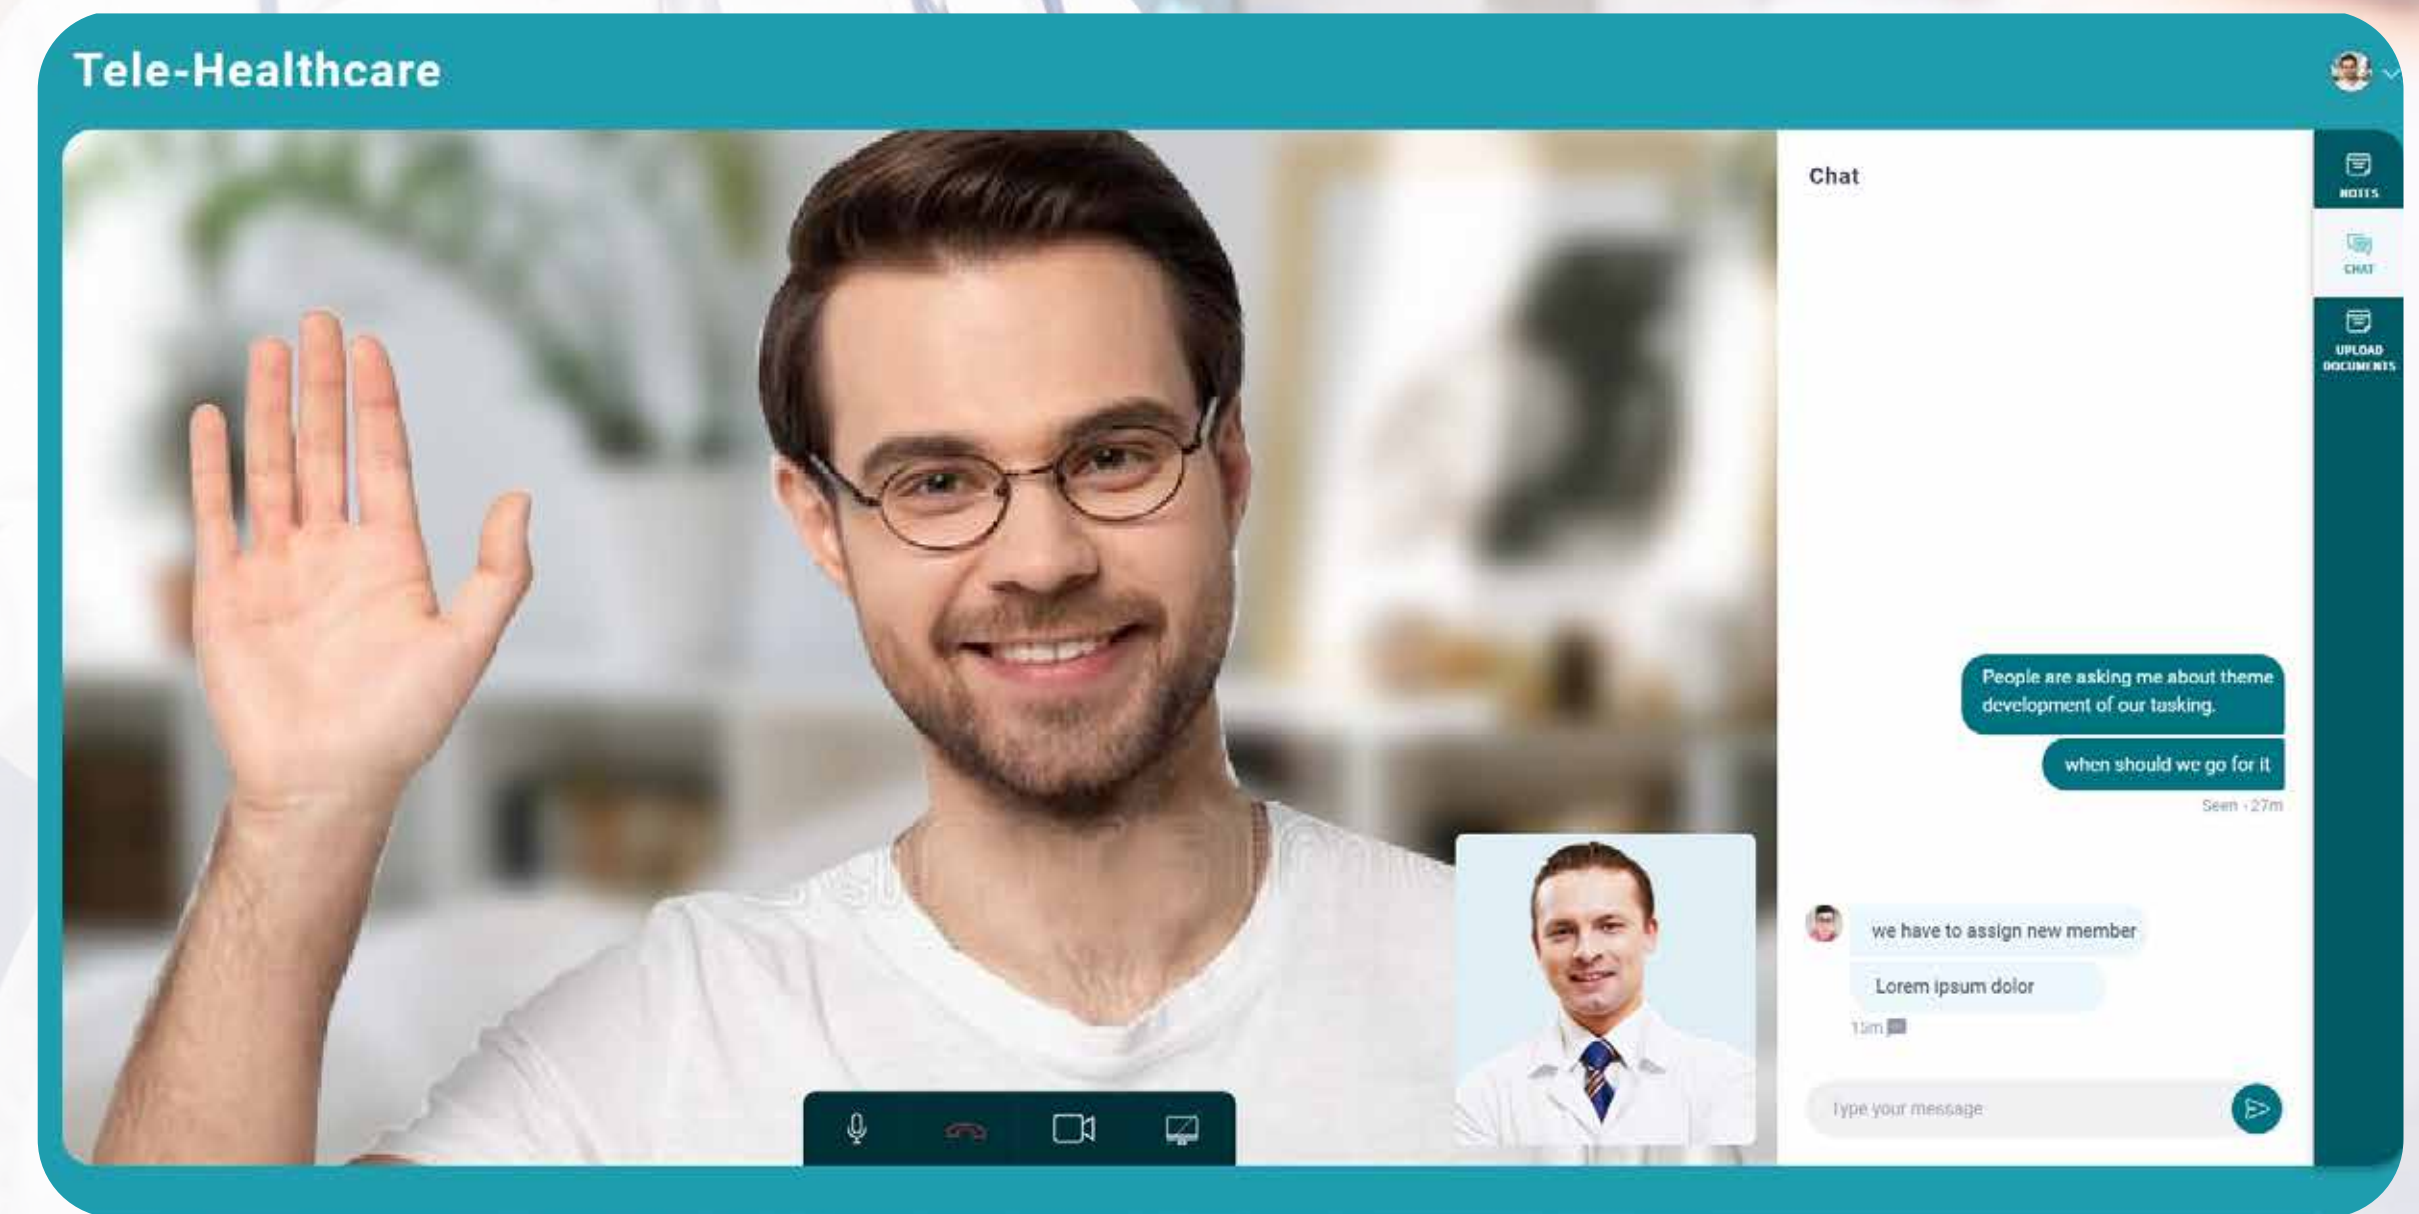 Tele-Healthcare
Chat
NOTES
CHAT
UPLOAD
DOCUMENTS
People are asking me about theme
development of our tasking.
when should we go for it
Seen - 27m
we have to assign new member
Lorem ipsum dolor
15m
Type your message